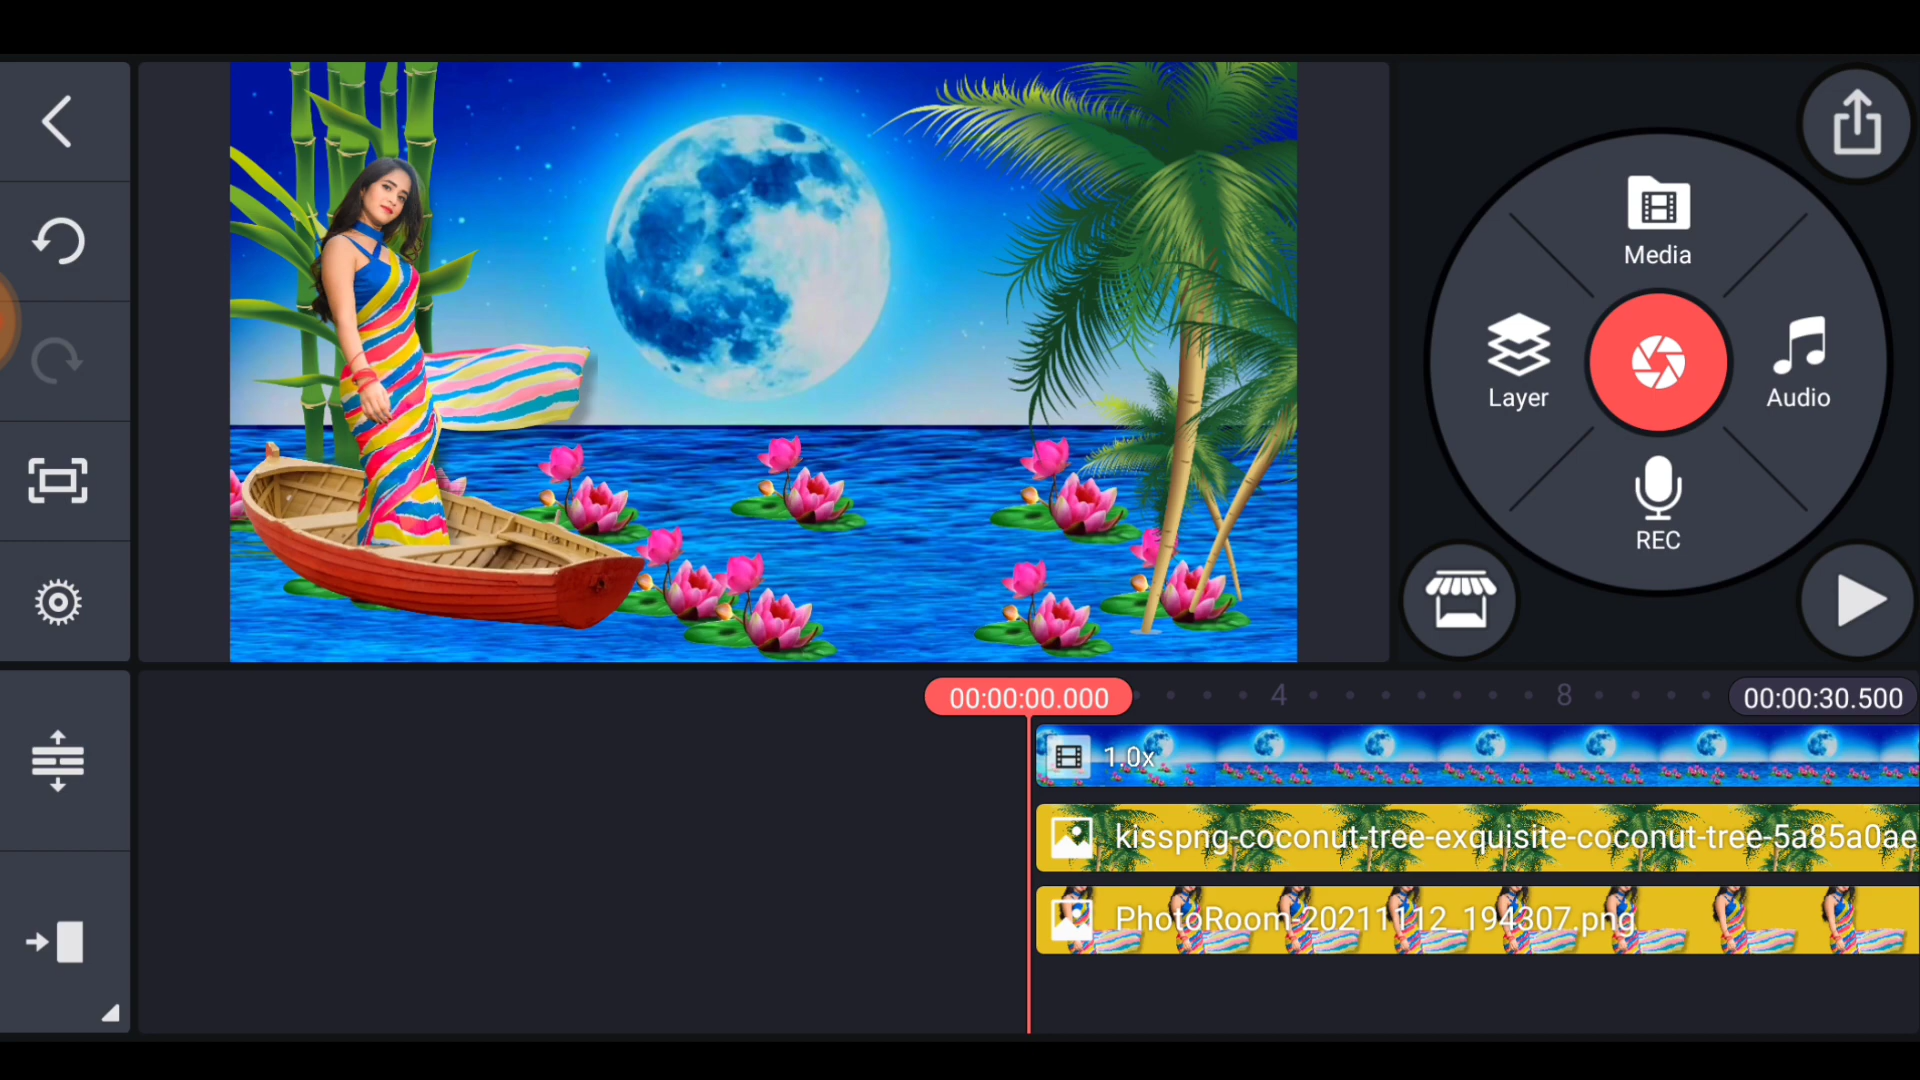 Media
Layer
Audio
REC
00:00:00.000
4
8
00:00:30.500
1.0x
kisspng-coconut-tree-exquisite-coconut-tree-5a85a0ae
PhotoRoom-20211112_194307.png